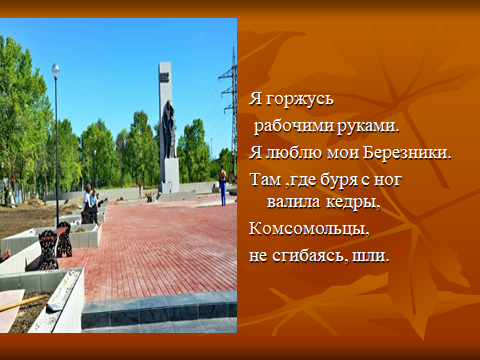 Я горжусь
рабочими руками.
Я люблю мои Березники.
Там ,где буря с ног
валила кедры,
Комсомольцы,
не сгибаясь, шли.